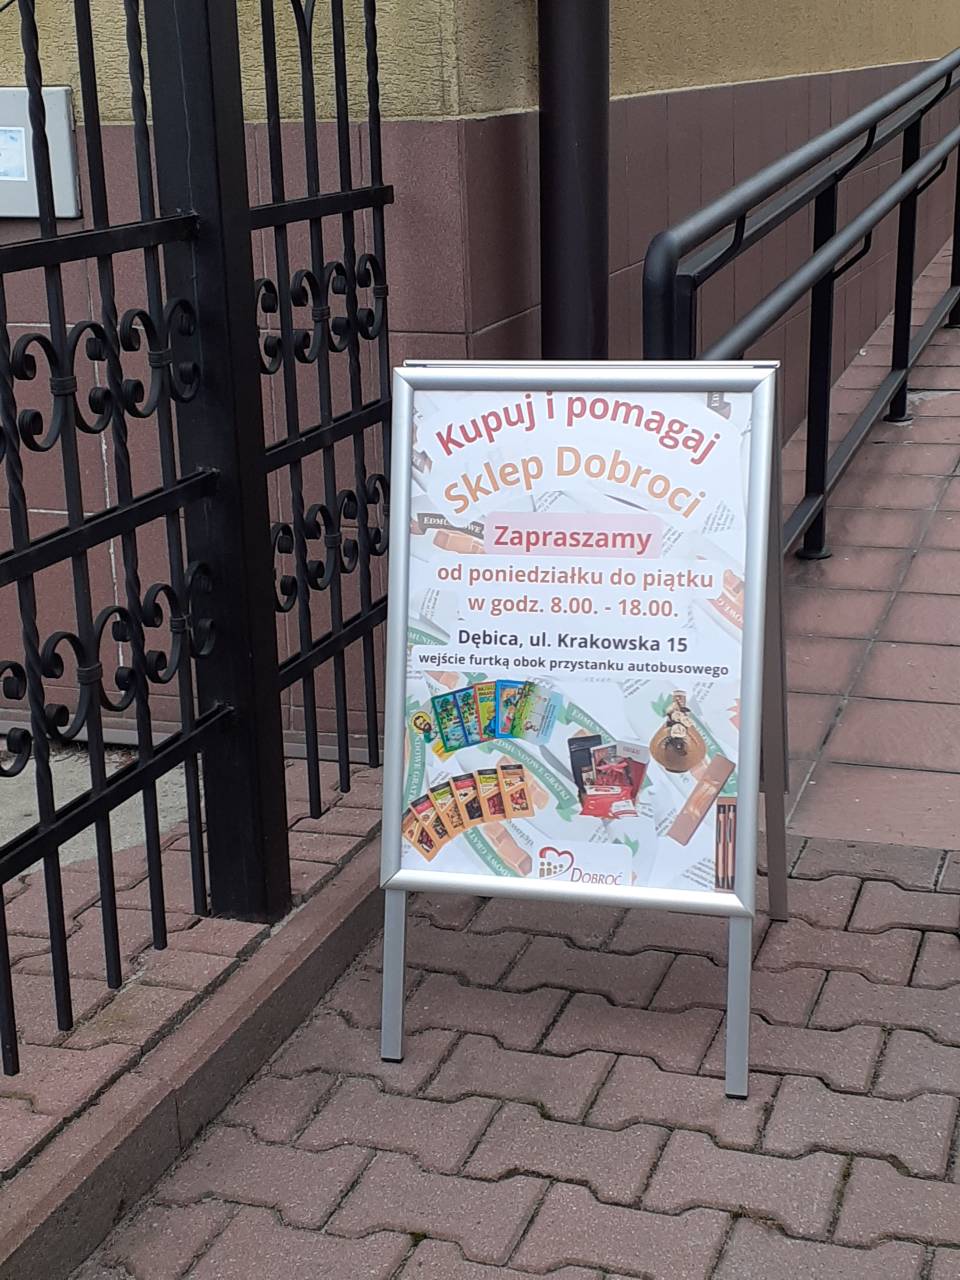 Kupuj i pomagaj
Sklep Dobroci
Zapraszamy
od poniedziałku do piątku
w godz. 8.00. - 18.00.
Dębica, ul. Krakowska 15
wejście furtką obok przystanku autobusowego
DOBROĆ